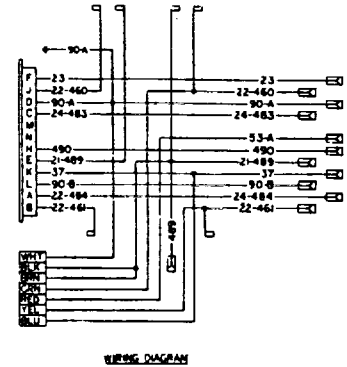 90-A
F 23 23
J 22-460 22-460
D 90-A 90-A
C 24-483 24-483
M
N 53-A
H 490 490
E 21-489 21-489
K 37 37
L 90-B 90-B
A 22-484 24-484
B 22-461 22-461
489
WHT
BLK
BRN
GRN
RED
YEL
BLU
WIRING DIAGRAM